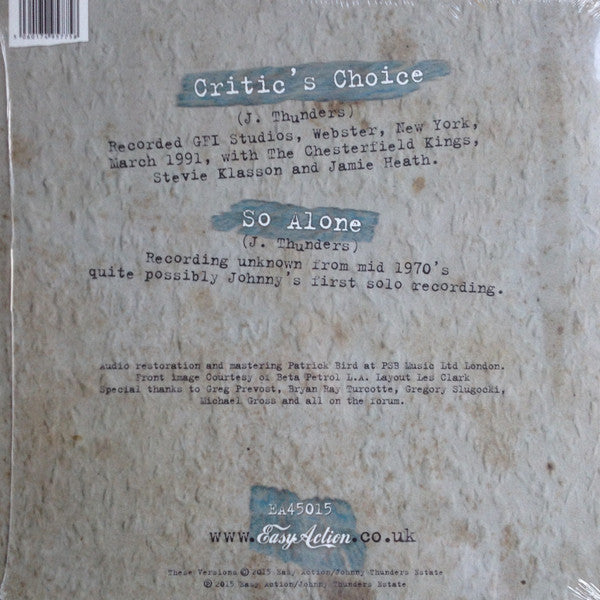 Critic's Choice
(J. Thunders)
Recorded GFI Studios, Webster, New York,
March 1991, with The Chesterfield Kings,
Stevie Klasson and Jamie Heath.
So Alone
(J. Thunders)
Recording unknown from mid 1970's
quite possibly Johnny's first solo recording.
Audio restoration and mastering Patrick Bird at PSB Music Ltd London.
Front image Courtesy of Beta Petrol L.A. Layout Les Clark
Special thanks to Greg Prevost, Bryan Ray Turcotte, Gregory Slugocki,
Michael Gross and all on the forum.
EA45015
www.Easy Action.co.uk
These Versions © 2015 Easy Action/Johnny Thunders Estate
℗ 2015 Easy Action/Johnny Thunders Estate